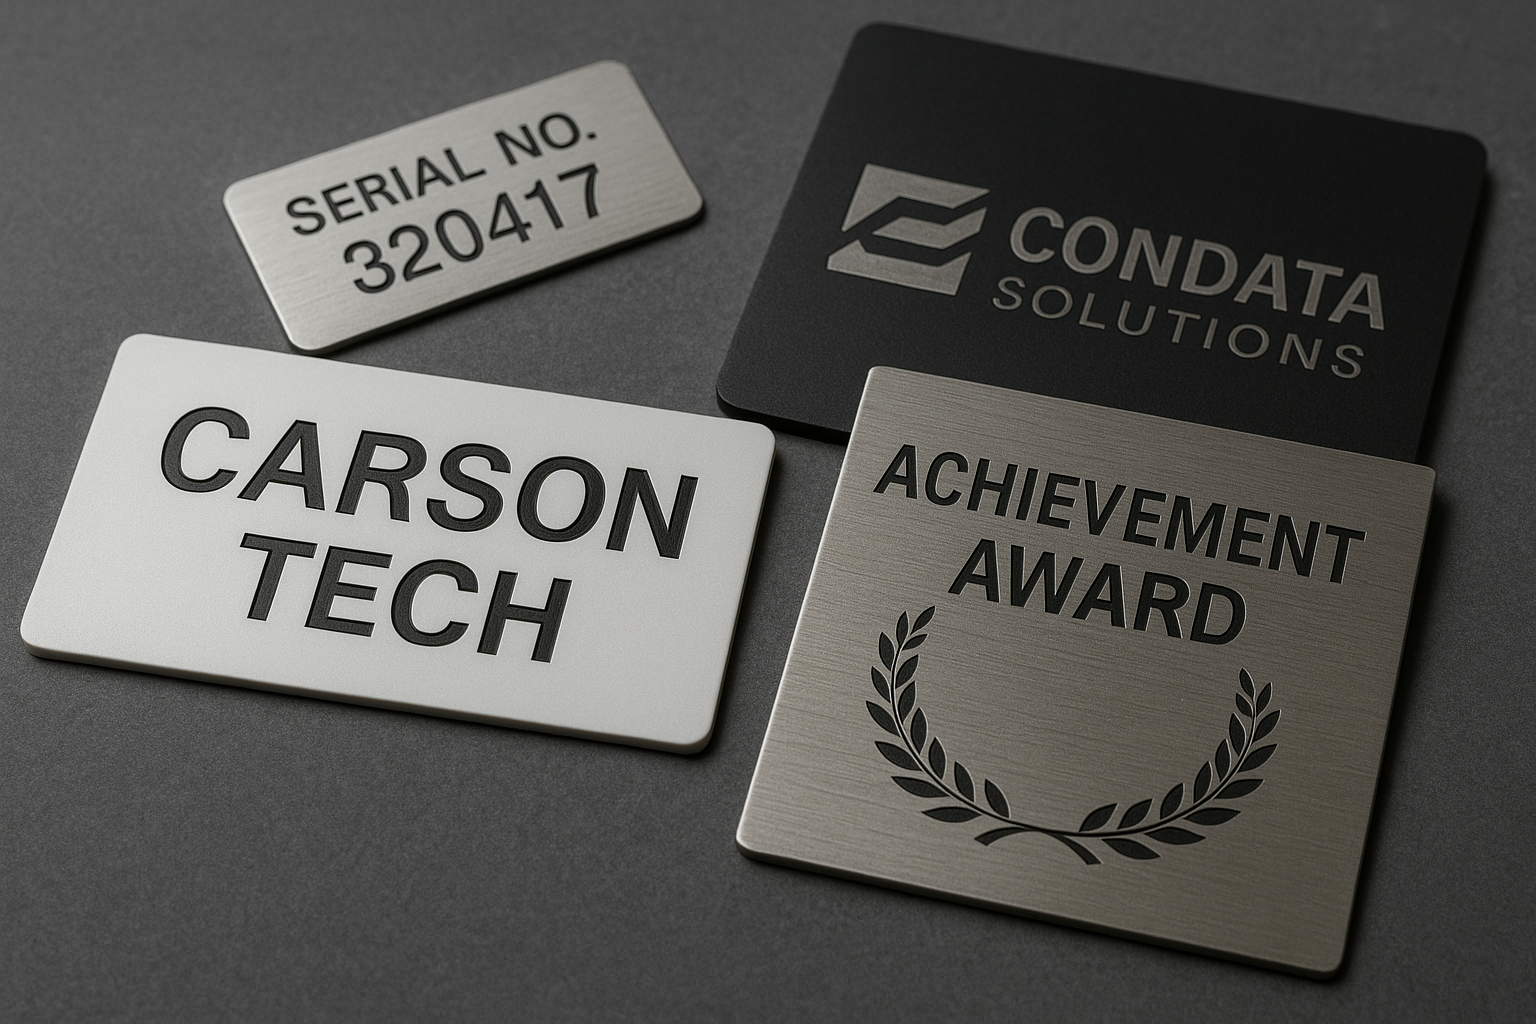 SERIAL NO.
320417
CONDATA
SOLUTIONS
CARSON
TECH
ACHIEVEMENT
AWARD